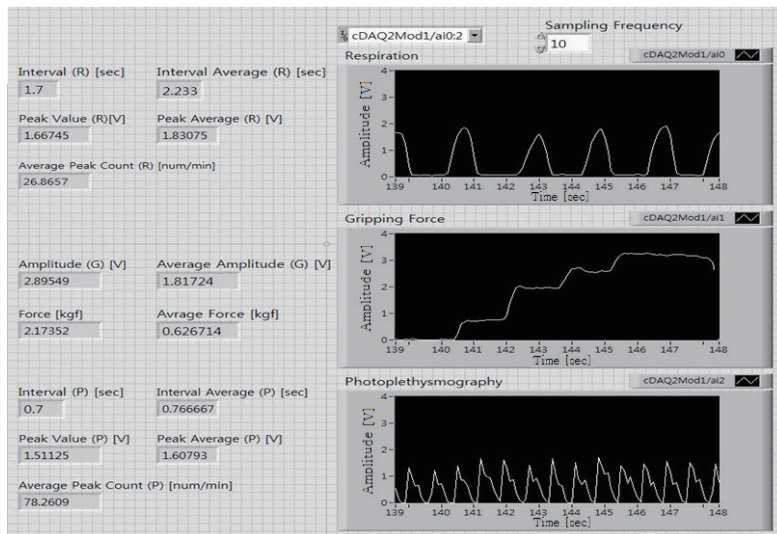 cDAQ2Mod1/ai0:2
Sampling Frequency
10
Interval (R) [sec]
1.7
Interval Average (R) [sec]
2.233
Peak Value (R)[V]
1.66745
Peak Average (R) [V]
1.83075
Average Peak Count (R) [num/min]
26.8657
Respiration
cDAQ2Mod1/ai0
Amplitude [V]
4
3
2
1
0
139 140 141 142 143 144 145 146 147 148
Time [sec]
Amplitude (G) [V]
2.89549
Average Amplitude (G) [V]
1.81724
Force [kgf]
2.17352
Avrage Force [kgf]
0.626714
Gripping Force
cDAQ2Mod1/ai1
Amplitude [V]
4
3
2
1
0
139 140 141 142 143 144 145 146 147 148
Time [sec]
Interval (P) [sec]
0.7
Interval Average (P) [sec]
0.766667
Peak Value (P) [V]
1.51125
Peak Average (P) [V]
1.60793
Average Peak Count (P) [num/min]
78.2609
Photoplethysmography
cDAQ2Mod1/ai2
Amplitude [V]
4
3
2
1
0
139 140 141 142 143 144 145 146 147 148
Time [sec]